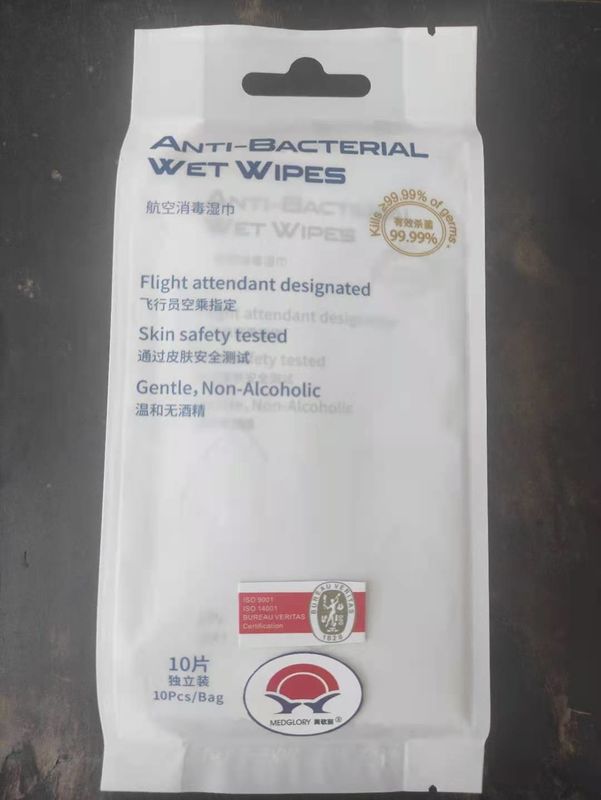 ANTI-BACTERIAL
WET WIPES
航空消毒湿巾
Kills ≥99.99% of germs.
有效杀菌
99.99%
Flight attendant designated
飞行员空乘指定
Skin safety tested
通过皮肤安全测试
Gentle, Non-Alcoholic
温和无酒精
ISO 9001
ISO 14001
BUREAU VERITAS
Certification
BUREAU VERITAS
1828
10片
独立装
10Pcs/Bag
MEDGLORY 美歌丽®